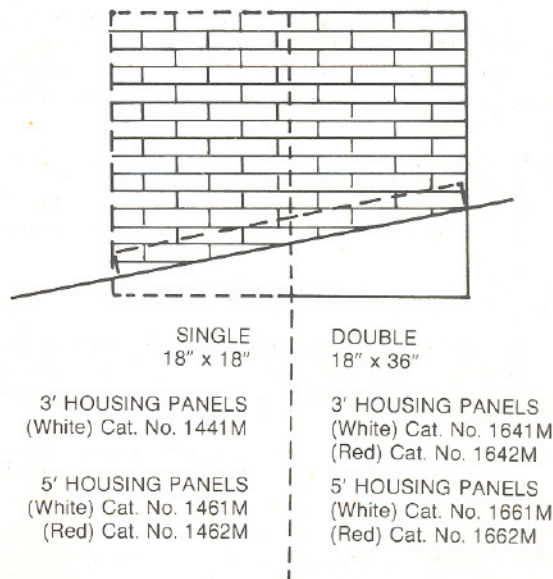 SINGLE
18" x 18"
3' HOUSING PANELS
(White) Cat. No. 1441M
5' HOUSING PANELS
(White) Cat. No. 1461M
(Red) Cat. No. 1462M
DOUBLE
18" x 36"
3' HOUSING PANELS
(White) Cat. No. 1641M
(Red) Cat. No. 1642M
5' HOUSING PANELS
(White) Cat. No. 1661M
(Red) Cat. No. 1662M